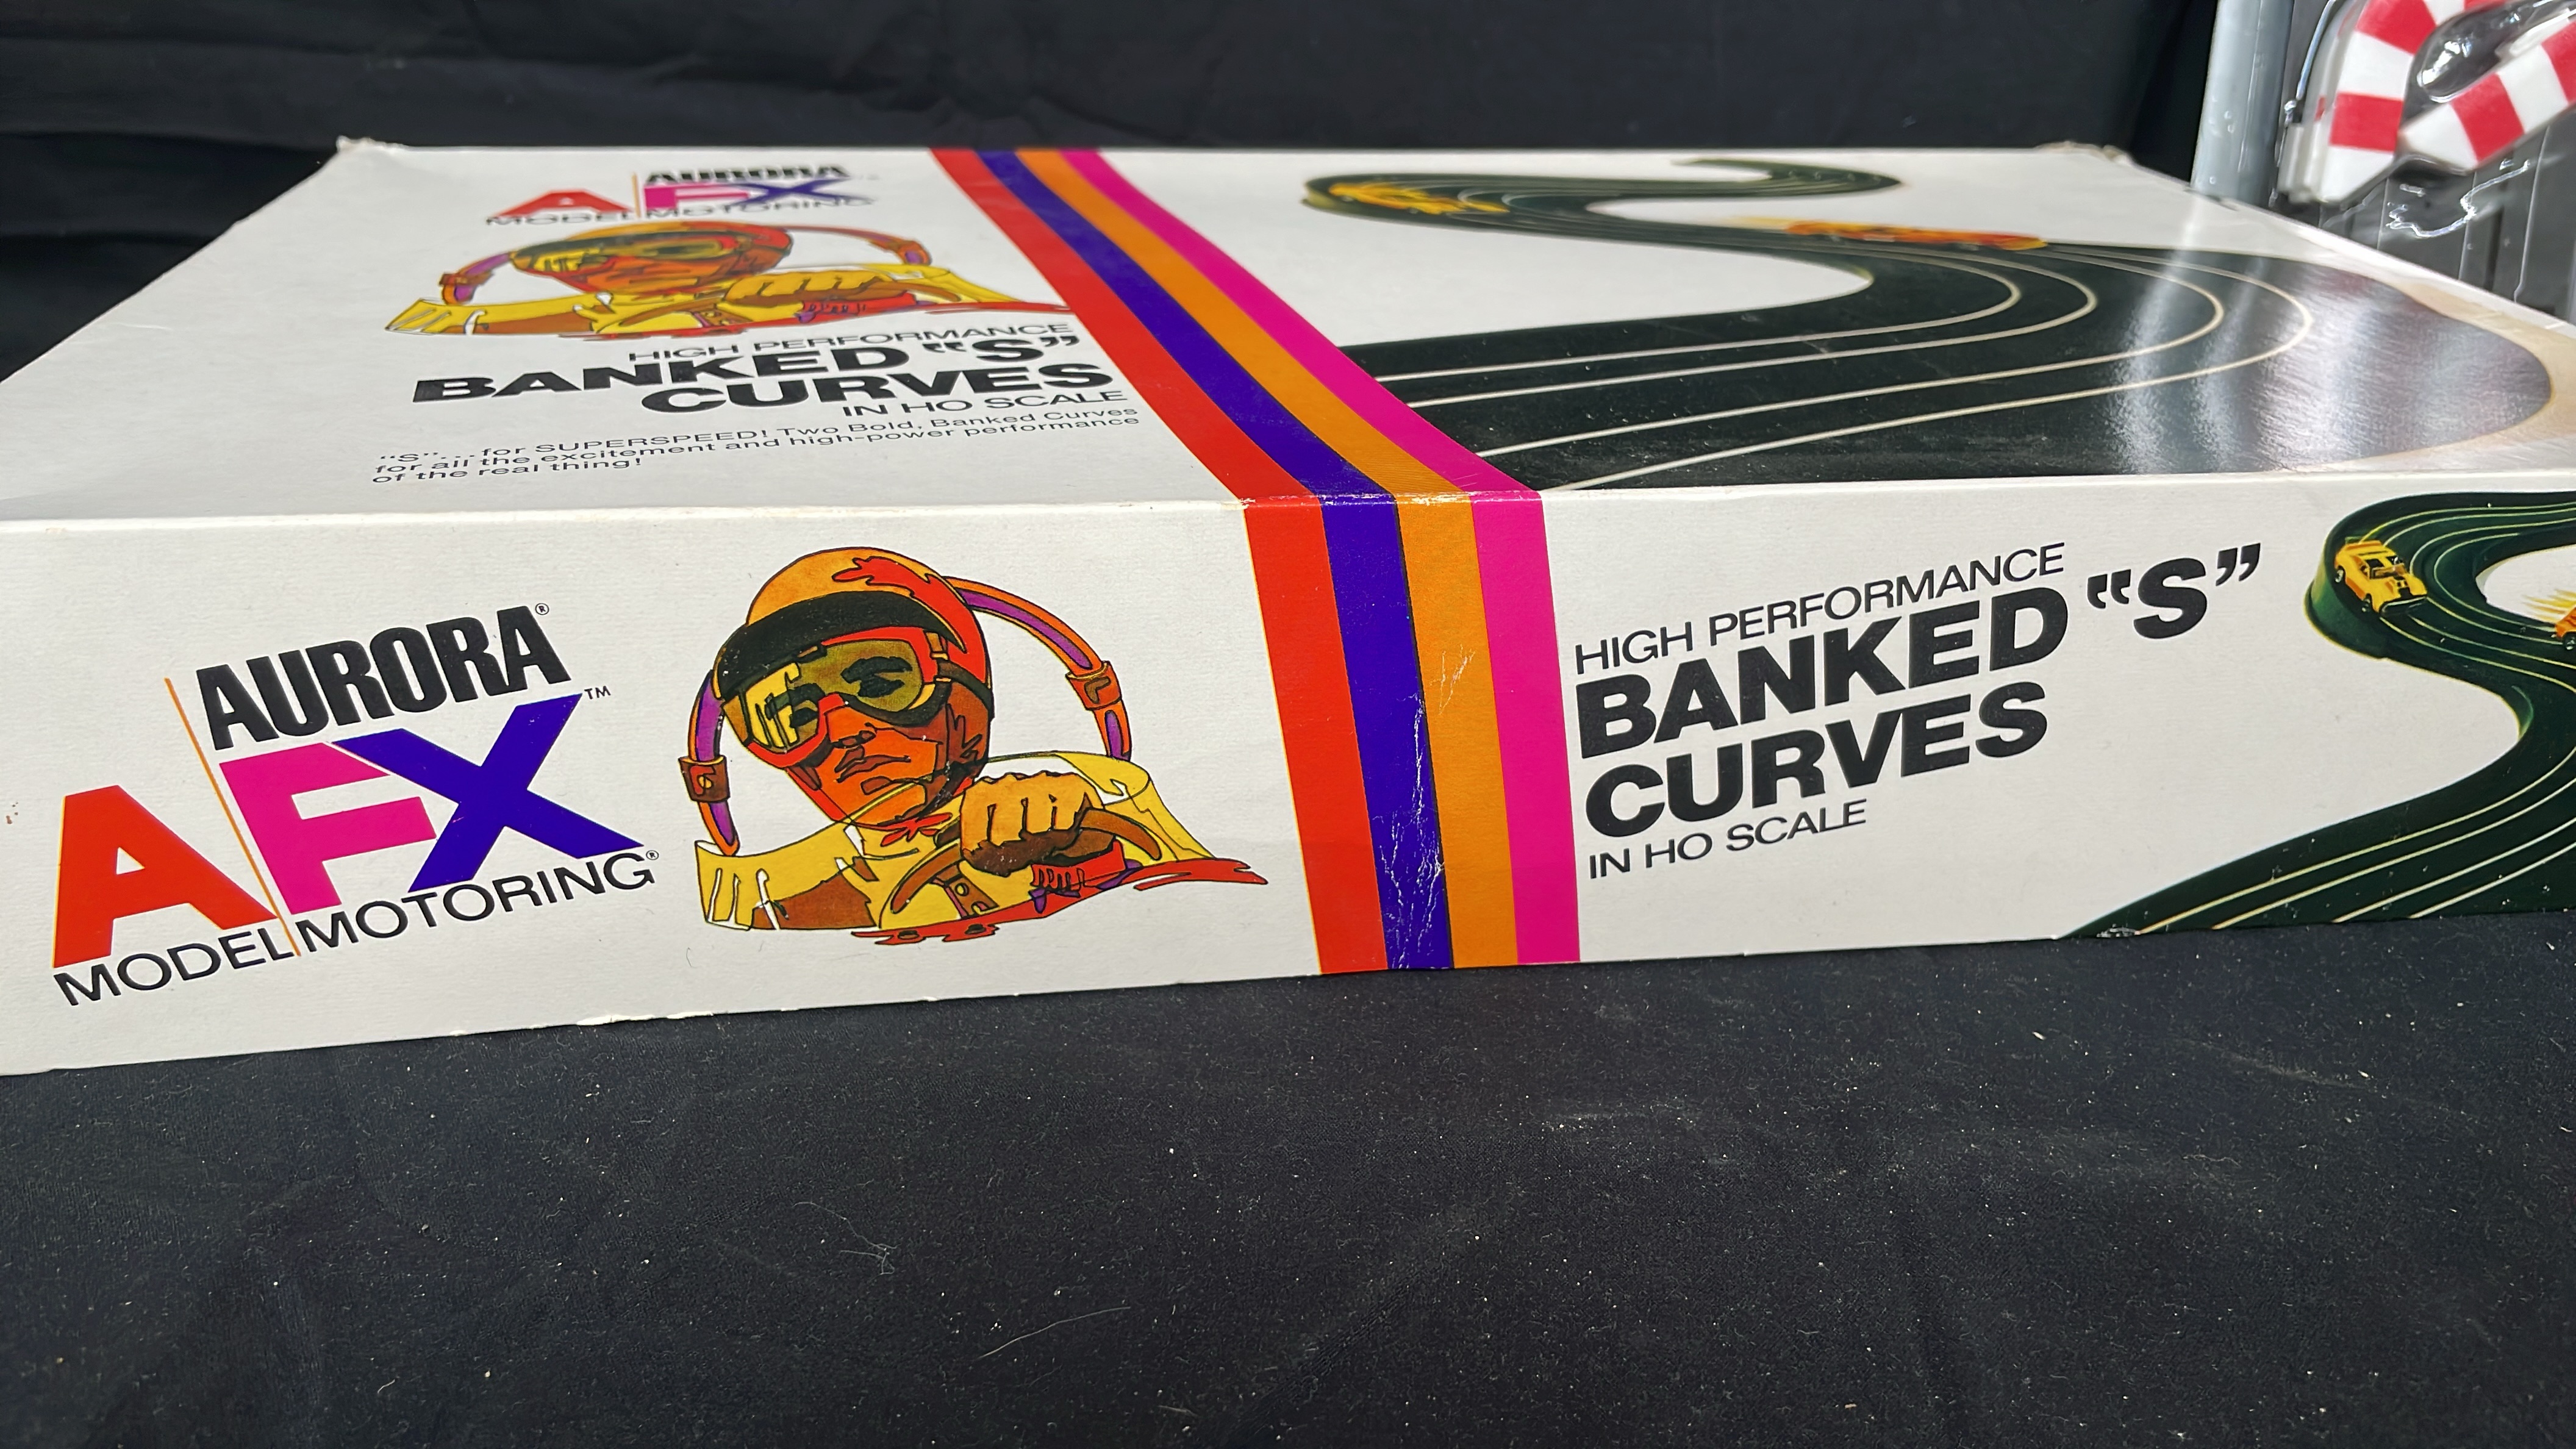 AURORA
AFX
MODEL MOTORING
HIGH PERFORMANCE
BANKED "S"
CURVES
IN HO SCALE
"S"...for SUPERSPEED! Two Bold, Banked Curves
for all the excitement and high-power performance
of the real thing!
AURORA®
AFX™
MODEL MOTORING®
HIGH PERFORMANCE
BANKED "S"
CURVES
IN HO SCALE